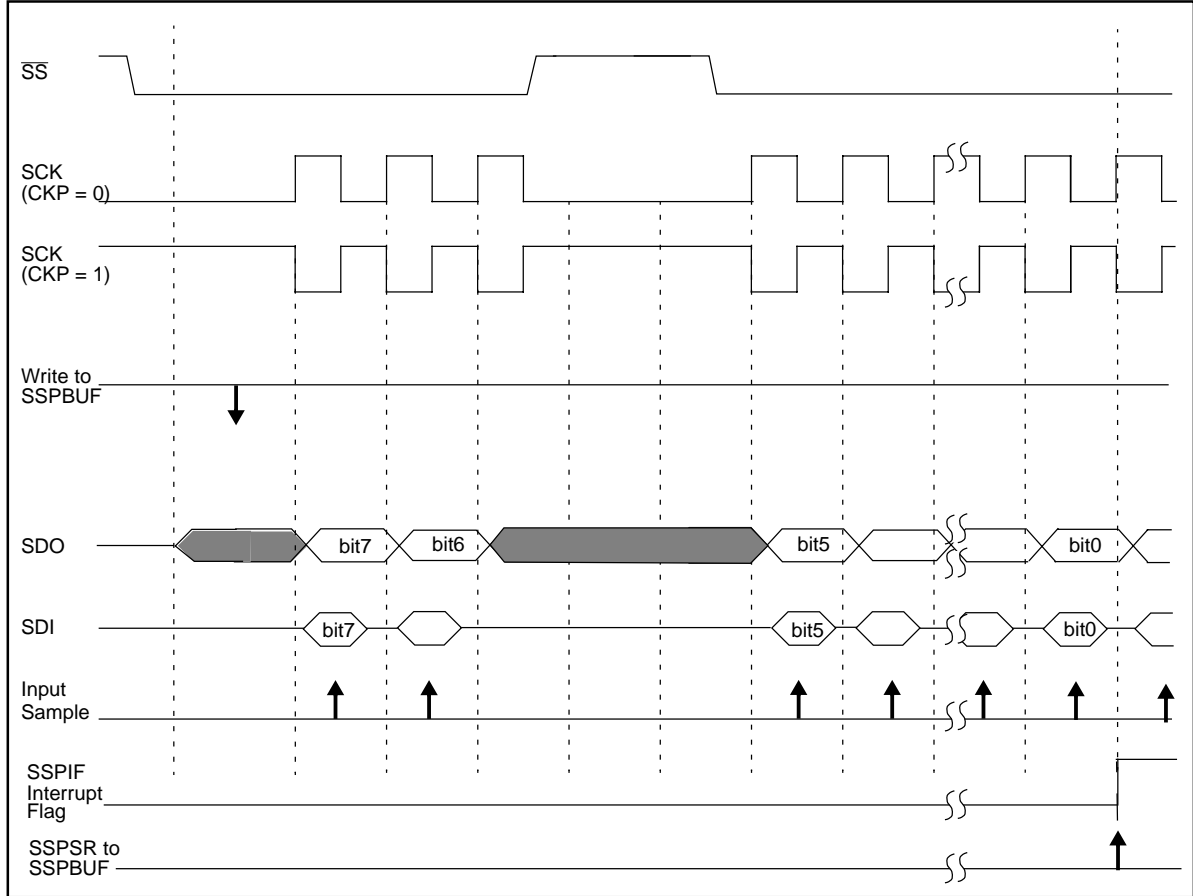 SS
SCK
(CKP = 0)
SCK
(CKP = 1)
Write to
SSPBUF
SDO
bit7
bit6
bit5
bit0
SDI
bit7
bit5
bit0
Input
Sample
SSPIF
Interrupt
Flag
SSPSR to
SSPBUF